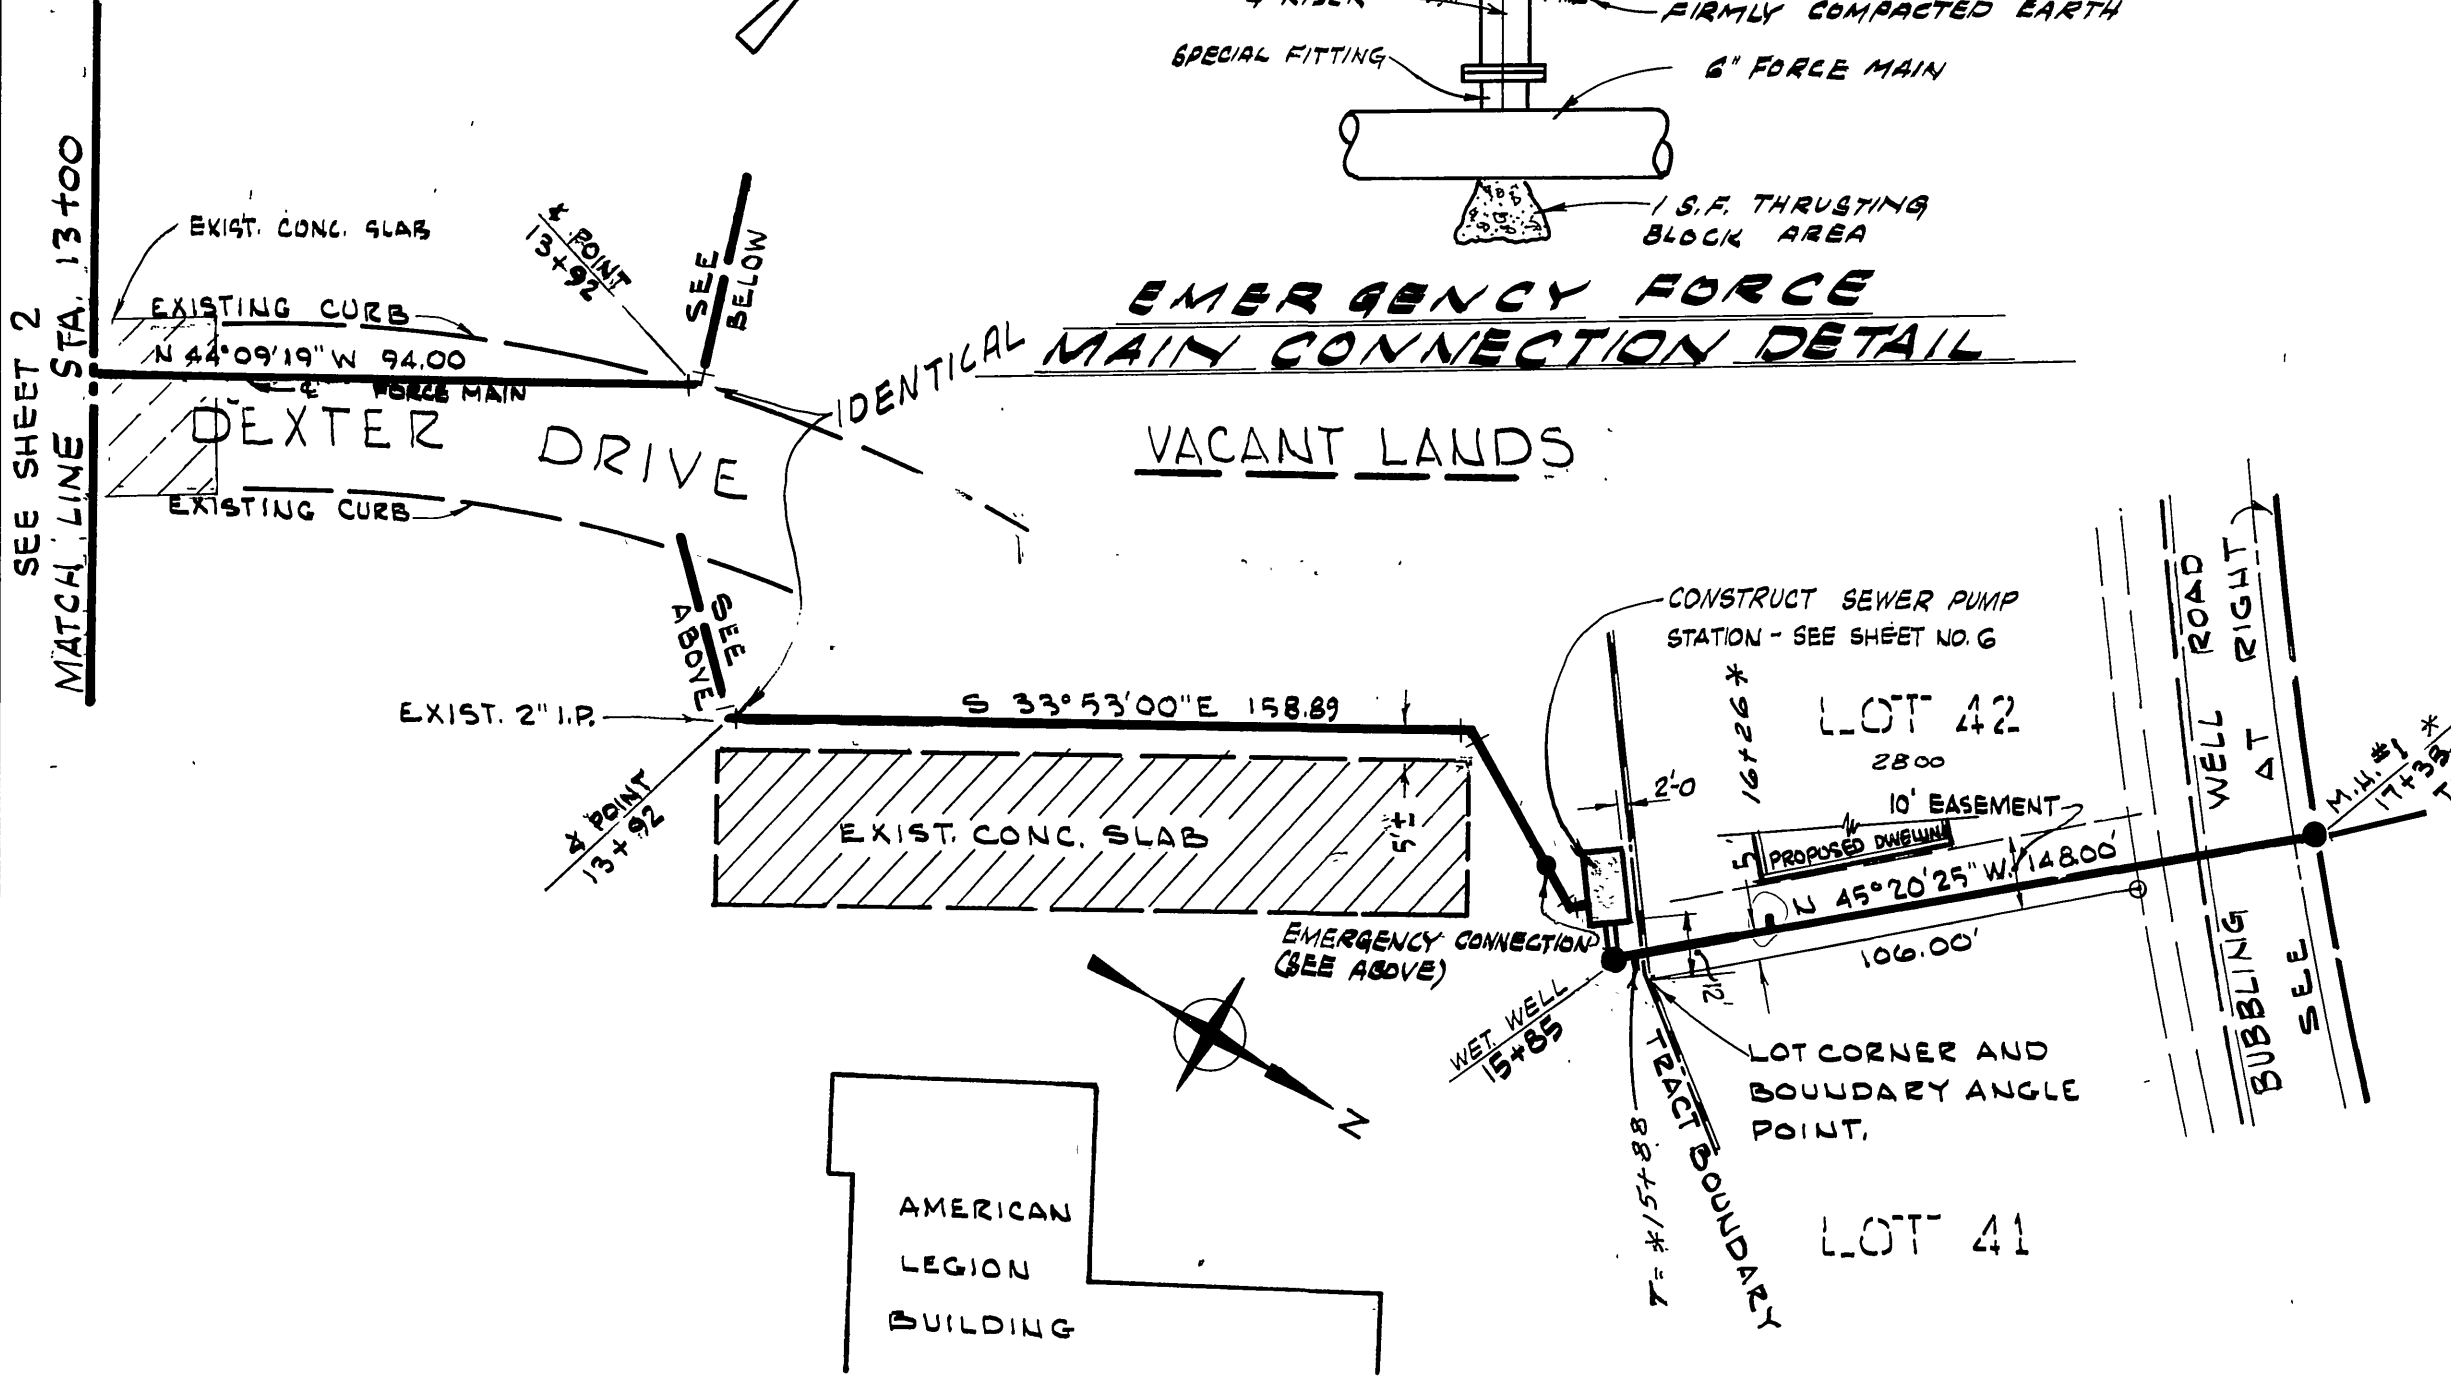 FIRMLY COMPACTED EARTH
SPECIAL FITTING
6" FORCE MAIN
1 S.F. THRUSTING
BLOCK AREA
EMERGENCY FORCE
MAIN CONNECTION DETAIL
SEE SHEET 2
MATCH LINE STA. 13+00
EXIST. CONC. SLAB
∡ POINT
13+92
SEE
BELOW
EXISTING CURB
N 44°09'19" W 94.00
℄ FORCE MAIN
DEXTER DRIVE
EXISTING CURB
IDENTICAL
VACANT LANDS
SEE
ABOVE
EXIST. 2" I.P.
S 33°53'00"E 158.89
∡ POINT
13+92
EXIST. CONC. SLAB
5'±
CONSTRUCT SEWER PUMP
STATION - SEE SHEET NO. 6
16+26*
LOT 42
2800
2'-0
10' EASEMENT
PROPOSED DWELLING
5'
N 45°20'25" W. 148.00'
106.00'
12'
EMERGENCY CONNECTION
(SEE ABOVE)
WET WELL
15+85
T=*15+88
TRACT BOUNDARY
LOT CORNER AND
BOUNDARY ANGLE
POINT.
LOT 41
BUBBLING WELL ROAD
SEE AT RIGHT
M.H. #1
17+33*
N
AMERICAN
LEGION
BUILDING